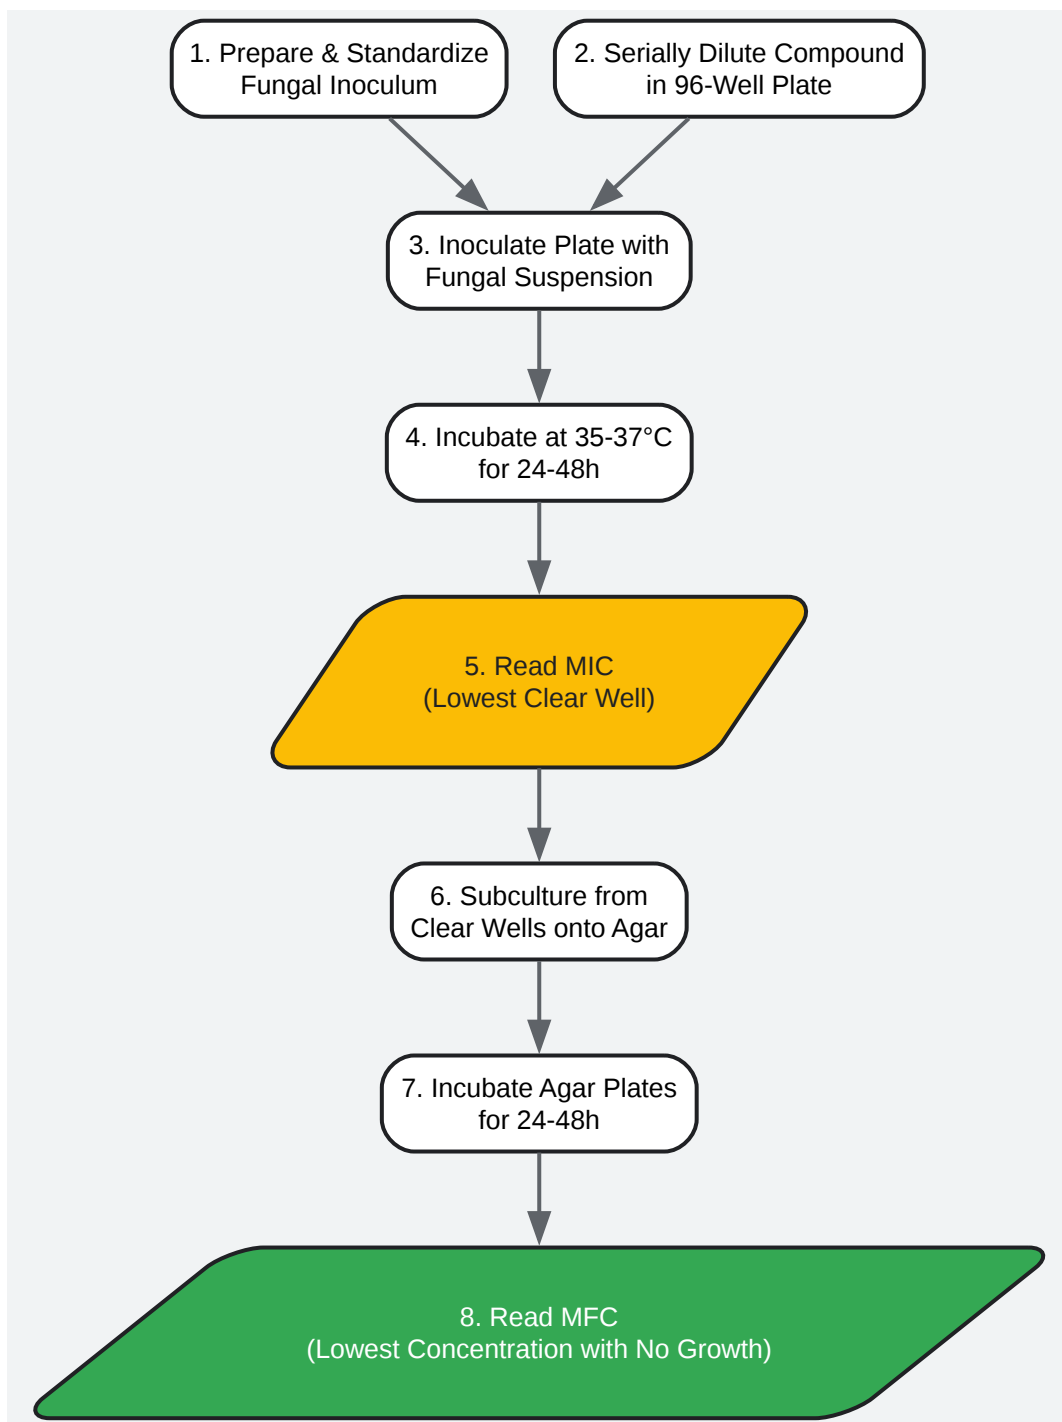 1. Prepare & Standardize
Fungal Inoculum
2. Serially Dilute Compound
in 96-Well Plate
3. Inoculate Plate with
Fungal Suspension
4. Incubate at 35-37°C
for 24-48h
5. Read MIC
(Lowest Clear Well)
6. Subculture from
Clear Wells onto Agar
7. Incubate Agar Plates
for 24-48h
8. Read MFC
(Lowest Concentration with No Growth)